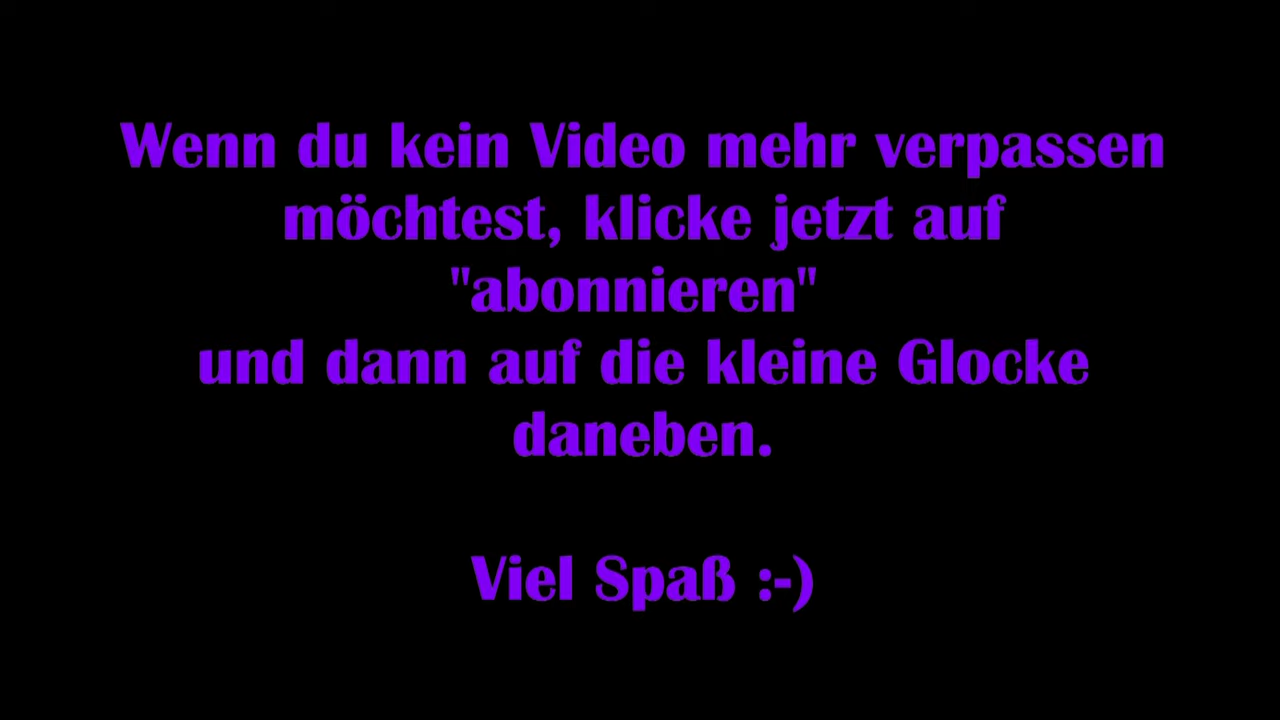 Wenn du kein Video mehr verpassen
möchtest, klicke jetzt auf
"abonnieren"
und dann auf die kleine Glocke
daneben.
Viel Spaß :-)